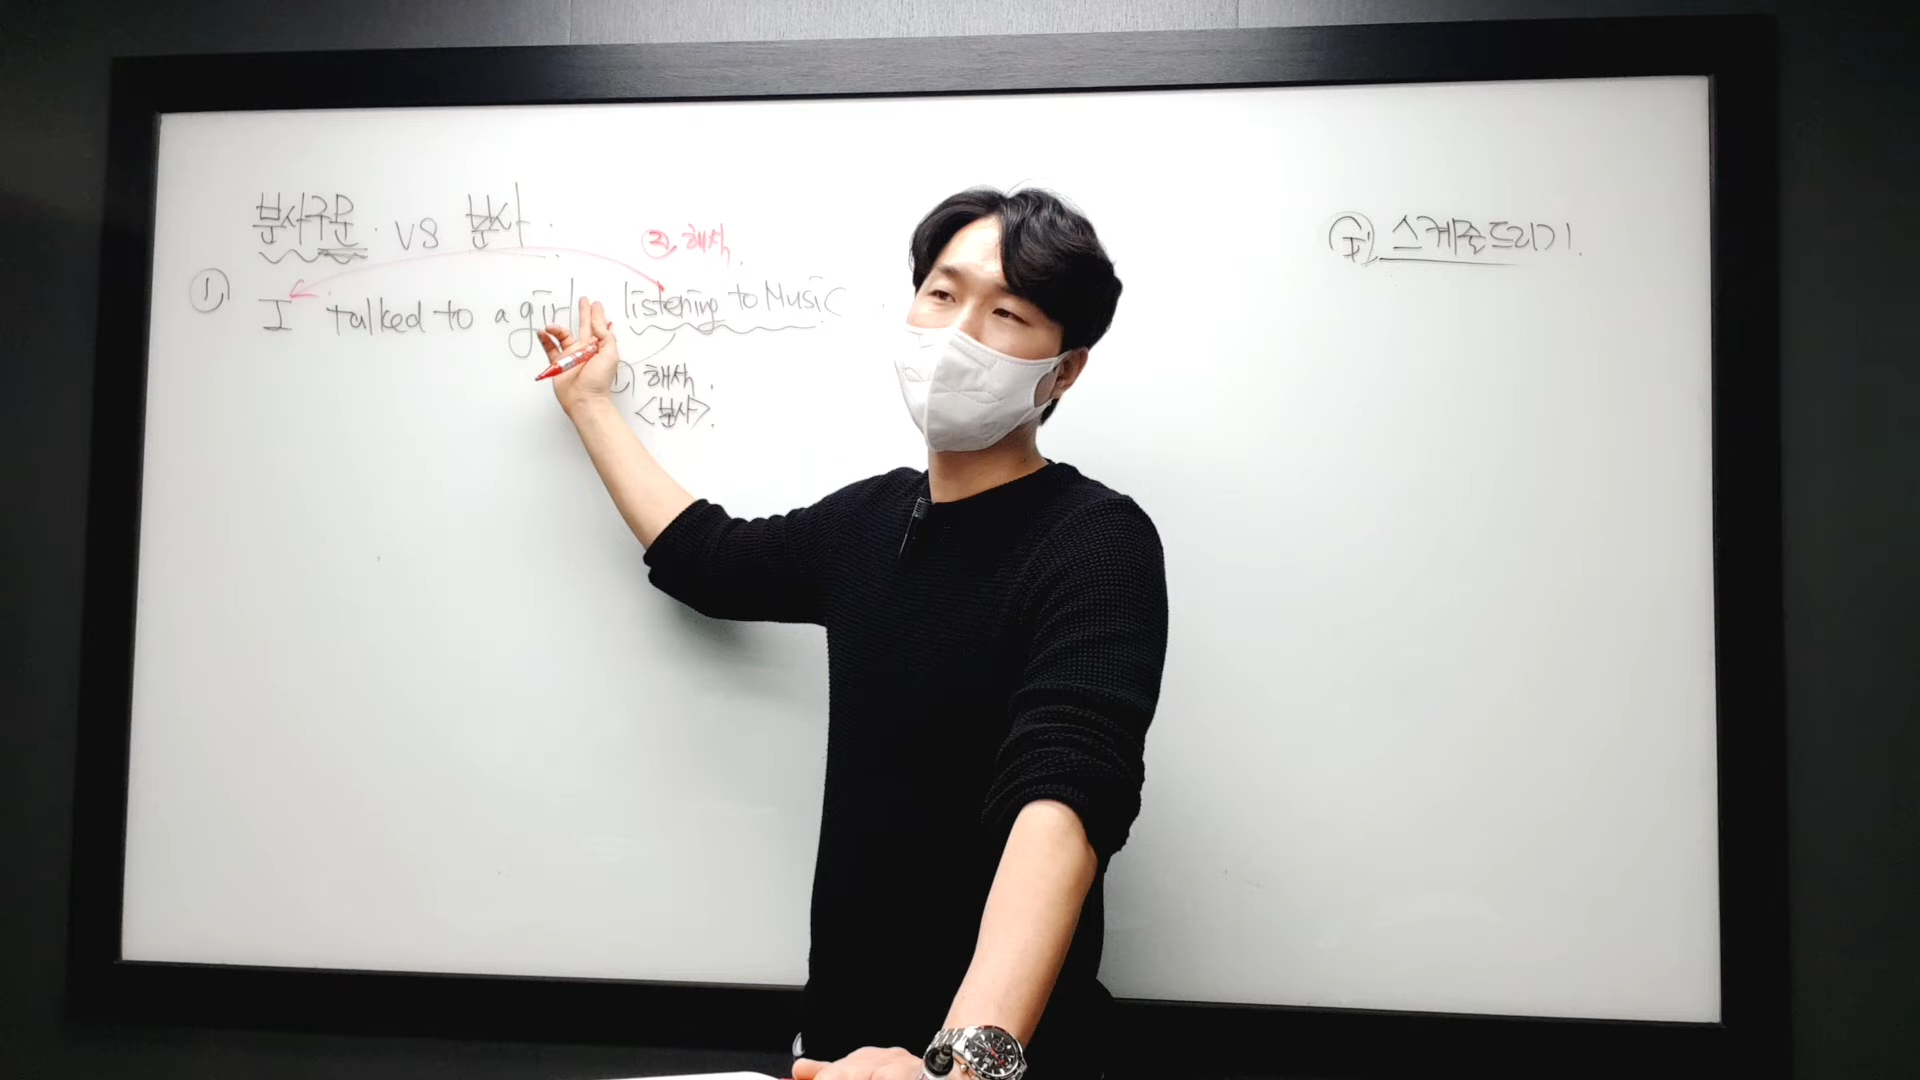 분사구문. vs 분사.
② 해석.
① I talked to a girl listening to Music.
① 해석.
<분사>.
스케줄드리기.